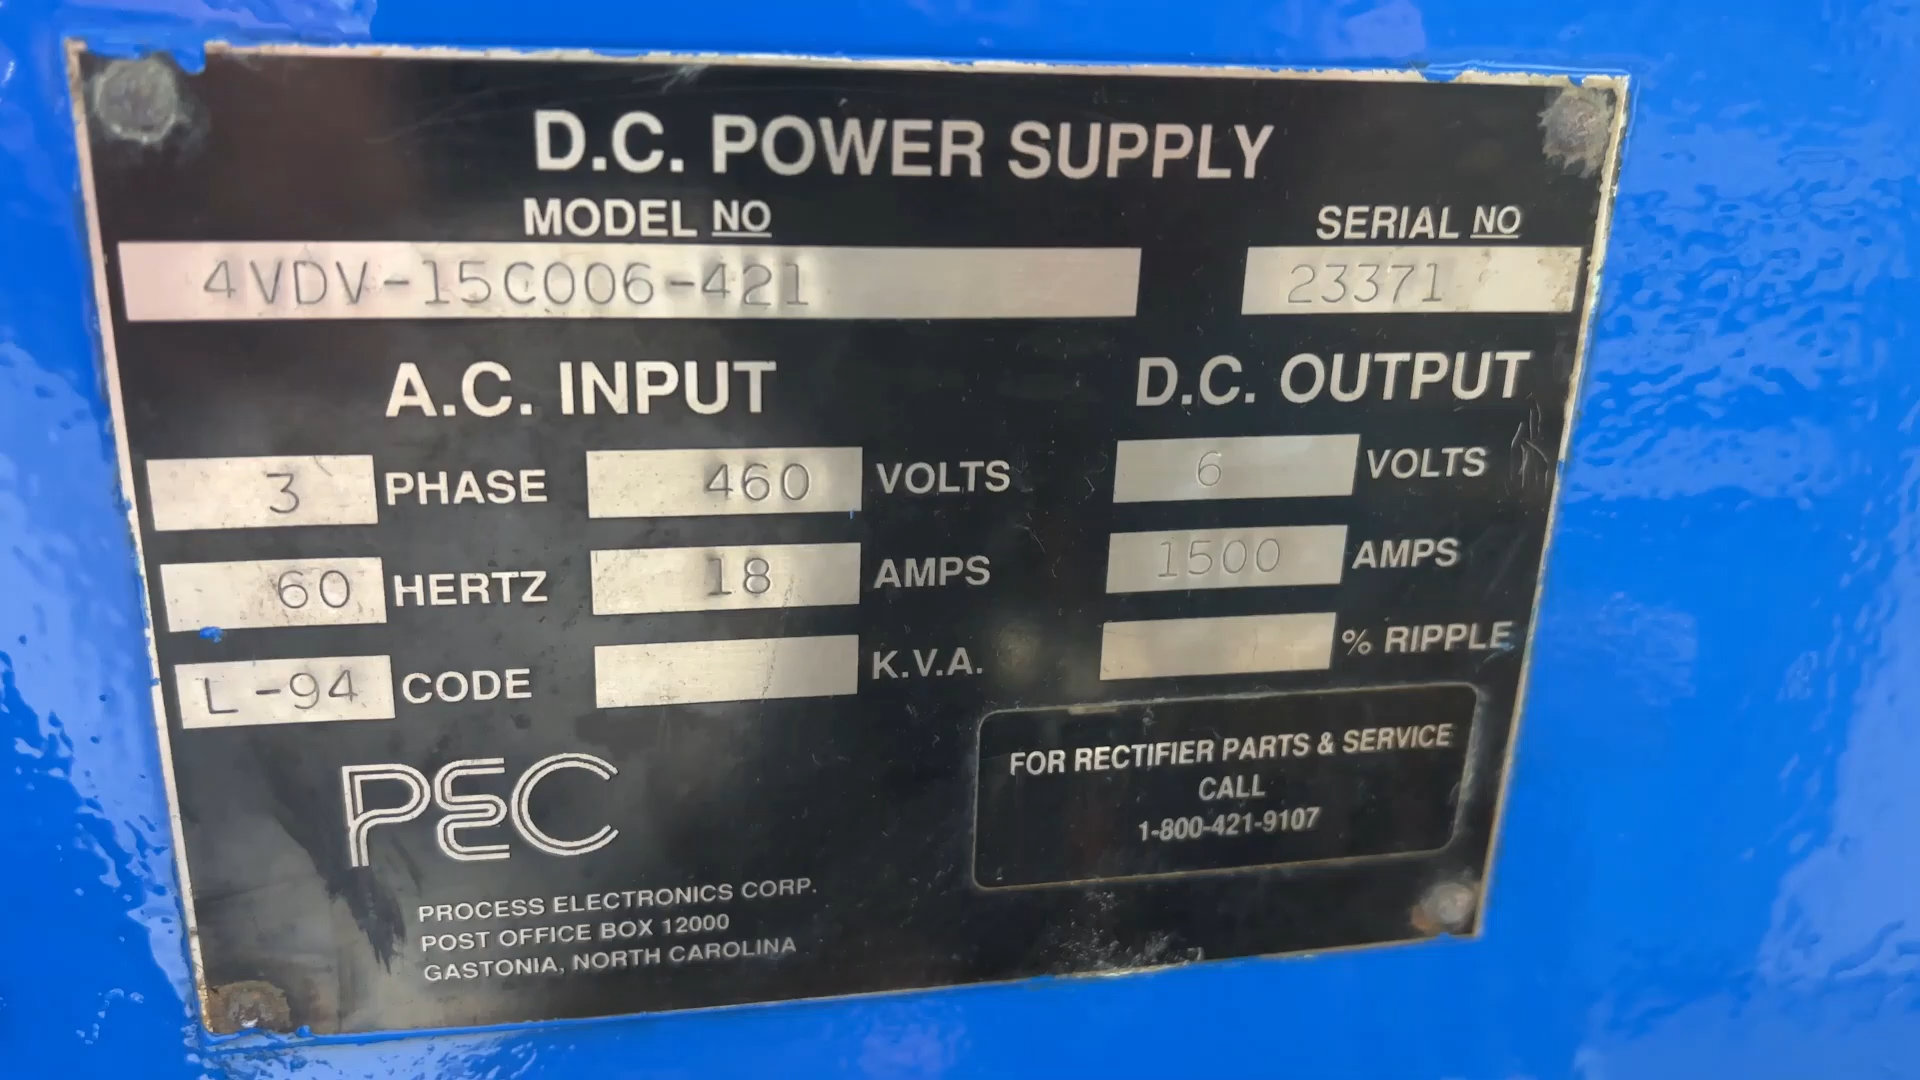 D.C. POWER SUPPLY
MODEL NO SERIAL NO
4VDV-15C006-421 23371
A.C. INPUT D.C. OUTPUT
3 PHASE 460 VOLTS 6 VOLTS
60 HERTZ 18 AMPS 1500 AMPS
L-94 CODE K.V.A. % RIPPLE
FOR RECTIFIER PARTS & SERVICE
CALL
1-800-421-9107
PEC
PROCESS ELECTRONICS CORP.
POST OFFICE BOX 12000
GASTONIA, NORTH CAROLINA